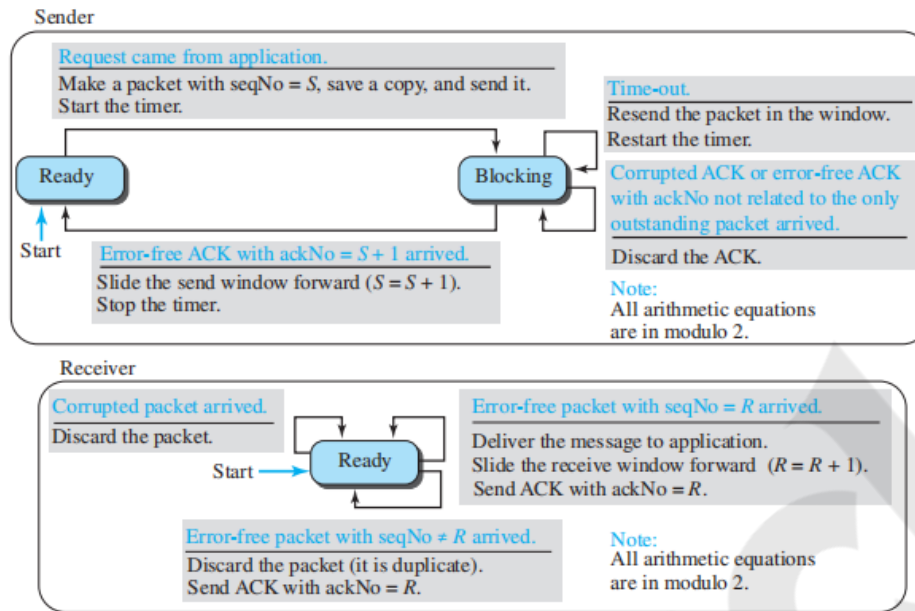 Sender
Request came from application.
Make a packet with seqNo = S, save a copy, and send it.
Start the timer.
Time-out.
Resend the packet in the window.
Restart the timer.
Ready
Blocking
Corrupted ACK or error-free ACK
with ackNo not related to the only
outstanding packet arrived.
Discard the ACK.
Start
Error-free ACK with ackNo = S + 1 arrived.
Slide the send window forward (S = S + 1).
Stop the timer.
Note:
All arithmetic equations
are in modulo 2.
Receiver
Corrupted packet arrived.
Discard the packet.
Error-free packet with seqNo = R arrived.
Deliver the message to application.
Slide the receive window forward (R = R + 1).
Send ACK with ackNo = R.
Start
Ready
Error-free packet with seqNo ≠ R arrived.
Discard the packet (it is duplicate).
Send ACK with ackNo = R.
Note:
All arithmetic equations
are in modulo 2.